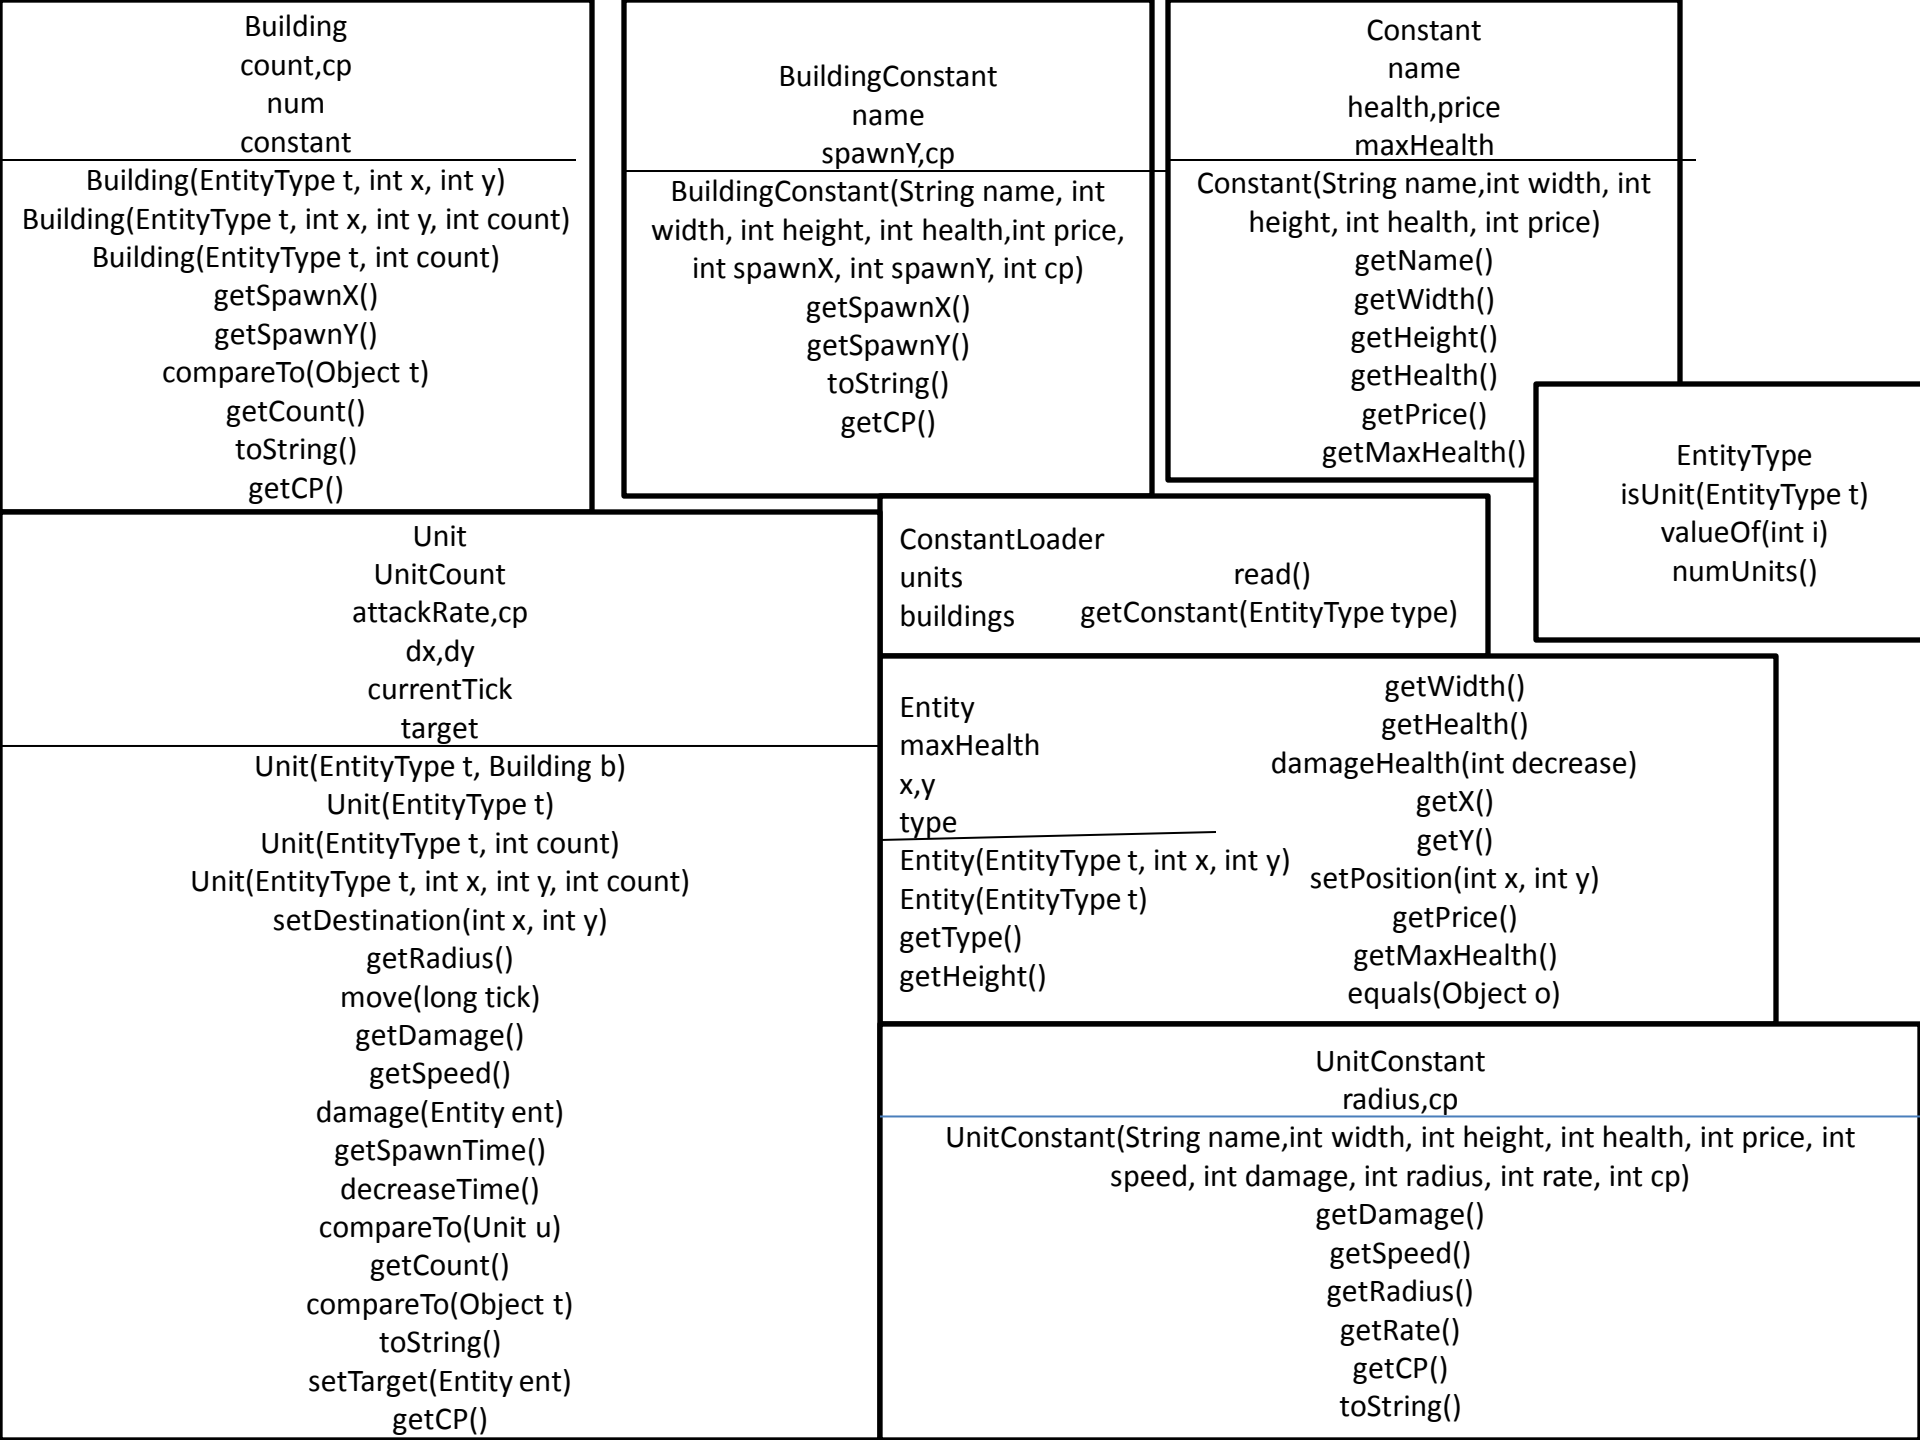 Building
count,cp
num
constant
Building(EntityType t, int x, int y)
Building(EntityType t, int x, int y, int count)
Building(EntityType t, int count)
getSpawnX()
getSpawnY()
compareTo(Object t)
getCount()
toString()
getCP()
BuildingConstant
name
spawnY,cp
BuildingConstant(String name, int
width, int height, int health,int price,
int spawnX, int spawnY, int cp)
getSpawnX()
getSpawnY()
toString()
getCP()
Constant
name
health,price
maxHealth
Constant(String name,int width, int
height, int health, int price)
getName()
getWidth()
getHeight()
getHealth()
getPrice()
getMaxHealth()
EntityType
isUnit(EntityType t)
valueOf(int i)
numUnits()
Unit
UnitCount
attackRate,cp
dx,dy
currentTick
target
Unit(EntityType t, Building b)
Unit(EntityType t)
Unit(EntityType t, int count)
Unit(EntityType t, int x, int y, int count)
setDestination(int x, int y)
getRadius()
move(long tick)
getDamage()
getSpeed()
damage(Entity ent)
getSpawnTime()
decreaseTime()
compareTo(Unit u)
getCount()
compareTo(Object t)
toString()
setTarget(Entity ent)
getCP()
ConstantLoader
units
buildings
read()
getConstant(EntityType type)
Entity
maxHealth
x,y
type
Entity(EntityType t, int x, int y)
Entity(EntityType t)
getType()
getHeight()
getWidth()
getHealth()
damageHealth(int decrease)
getX()
getY()
setPosition(int x, int y)
getPrice()
getMaxHealth()
equals(Object o)
UnitConstant
radius,cp
UnitConstant(String name,int width, int height, int health, int price, int
speed, int damage, int radius, int rate, int cp)
getDamage()
getSpeed()
getRadius()
getRate()
getCP()
toString()